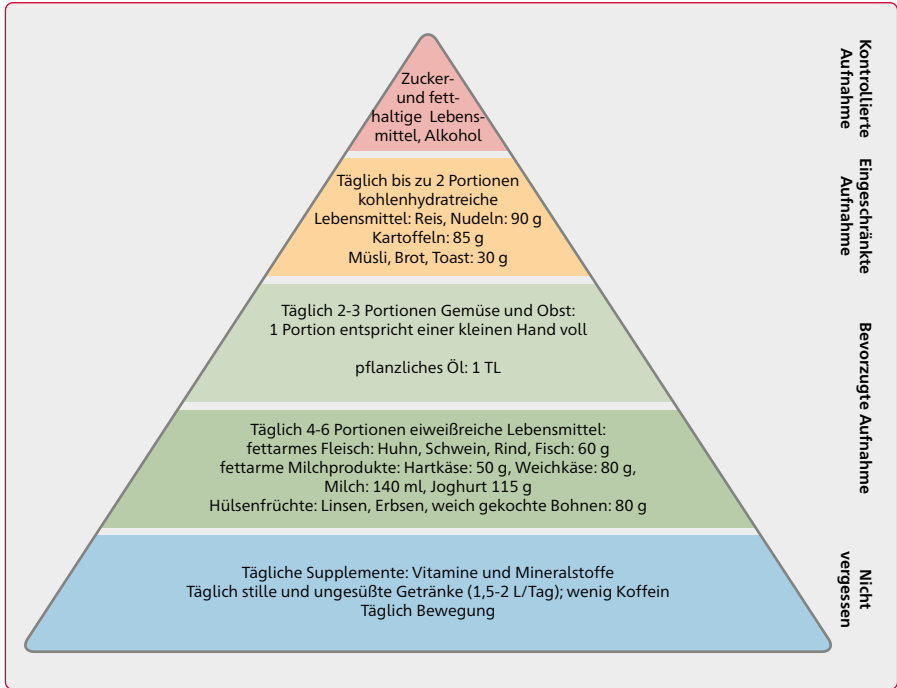 Zucker-
und fett-
haltige Lebens-
mittel, Alkohol
Täglich bis zu 2 Portionen
kohlenhydratreiche
Lebensmittel: Reis, Nudeln: 90 g
Kartoffeln: 85 g
Müsli, Brot, Toast: 30 g
Täglich 2-3 Portionen Gemüse und Obst:
1 Portion entspricht einer kleinen Hand voll
pflanzliches Öl: 1 TL
Täglich 4-6 Portionen eiweißreiche Lebensmittel:
fettarmes Fleisch: Huhn, Schwein, Rind, Fisch: 60 g
fettarme Milchprodukte: Hartkäse: 50 g, Weichkäse: 80 g,
Milch: 140 ml, Joghurt 115 g
Hülsenfrüchte: Linsen, Erbsen, weich gekochte Bohnen: 80 g
Tägliche Supplemente: Vitamine und Mineralstoffe
Täglich stille und ungesüßte Getränke (1,5-2 L/Tag); wenig Koffein
Täglich Bewegung
Kontrollierte
Aufnahme
Eingeschränkte
Aufnahme
Bevorzugte Aufnahme
Nicht
vergessen